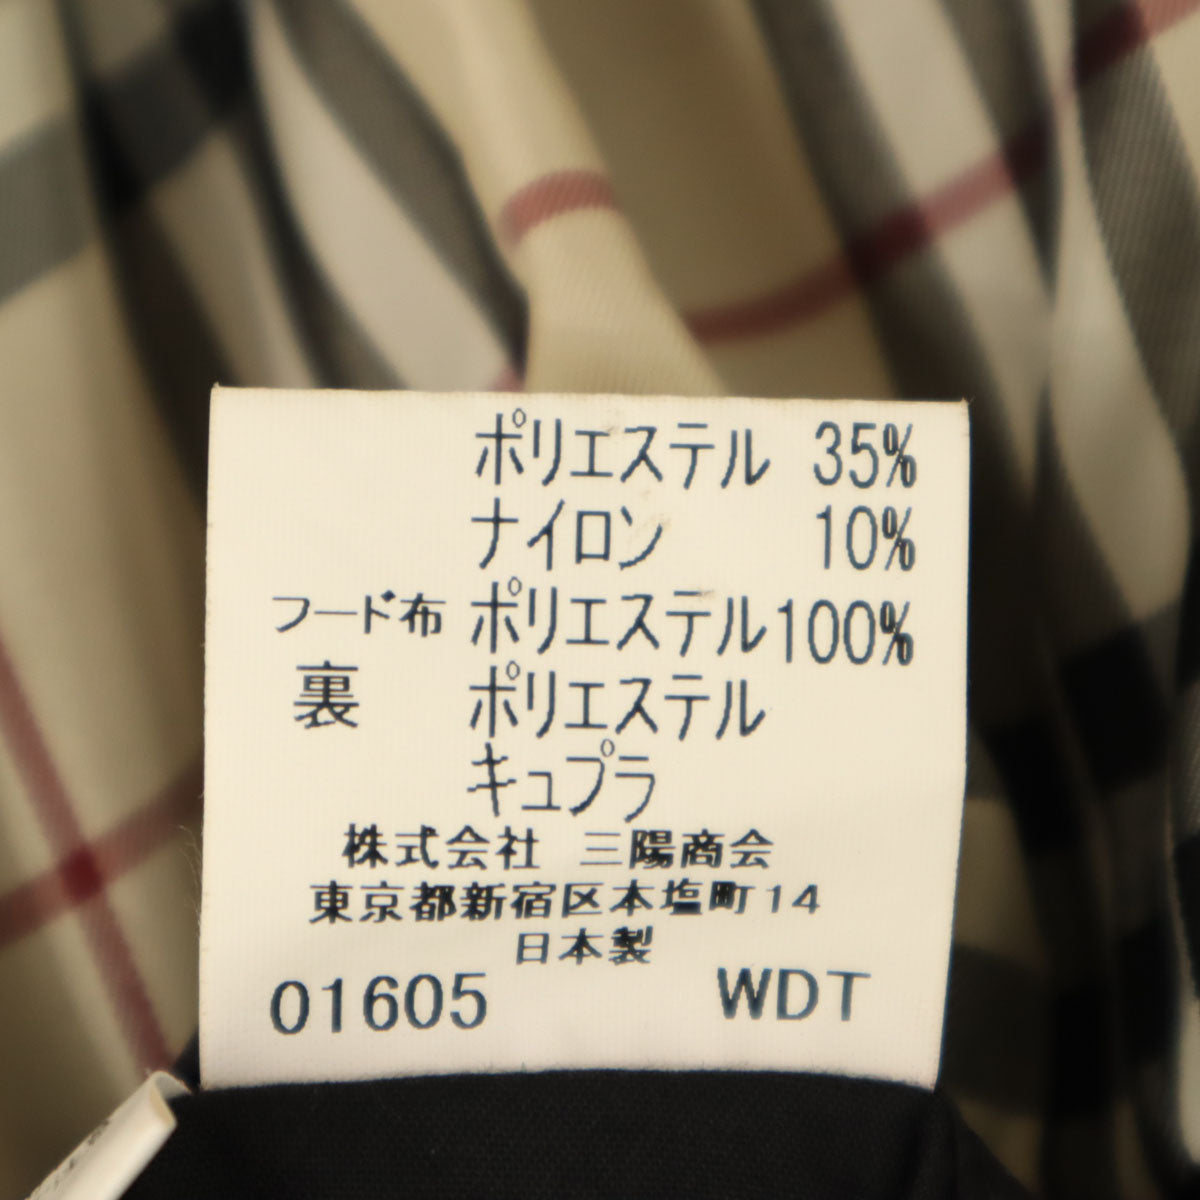 ポリエステル 35%
ナイロン 10%
フード布 ポリエステル 100%
裏 ポリエステル
キュプラ
株式会社 三陽商会
東京都新宿区本塩町14
日本製
01605 WDT